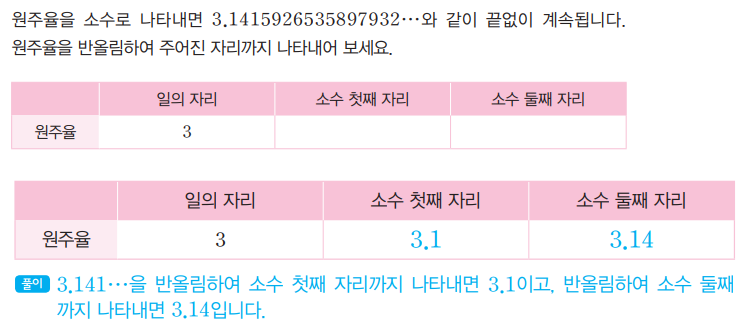 원주율을 소수로 나타내면 3.1415926535897932⋯와 같이 끝없이 계속됩니다.
원주율을 반올림하여 주어진 자리까지 나타내어 보세요.
일의 자리 소수 첫째 자리 소수 둘째 자리
원주율 3
일의 자리 소수 첫째 자리 소수 둘째 자리
원주율 3 3.1 3.14
풀이 3.141⋯을 반올림하여 소수 첫째 자리까지 나타내면 3.1이고, 반올림하여 소수 둘째
까지 나타내면 3.14입니다.